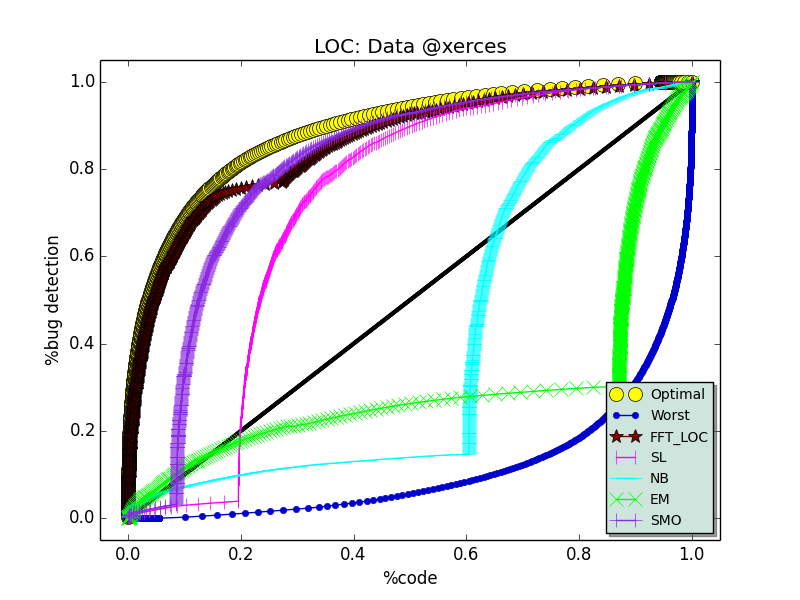 LOC: Data @xerces
1.0
0.8
0.6
0.4
0.2
0.0
%bug detection
0.0 0.2 0.4 0.6 0.8 1.0
%code
Optimal
Worst
FFT_LOC
SL
NB
EM
SMO